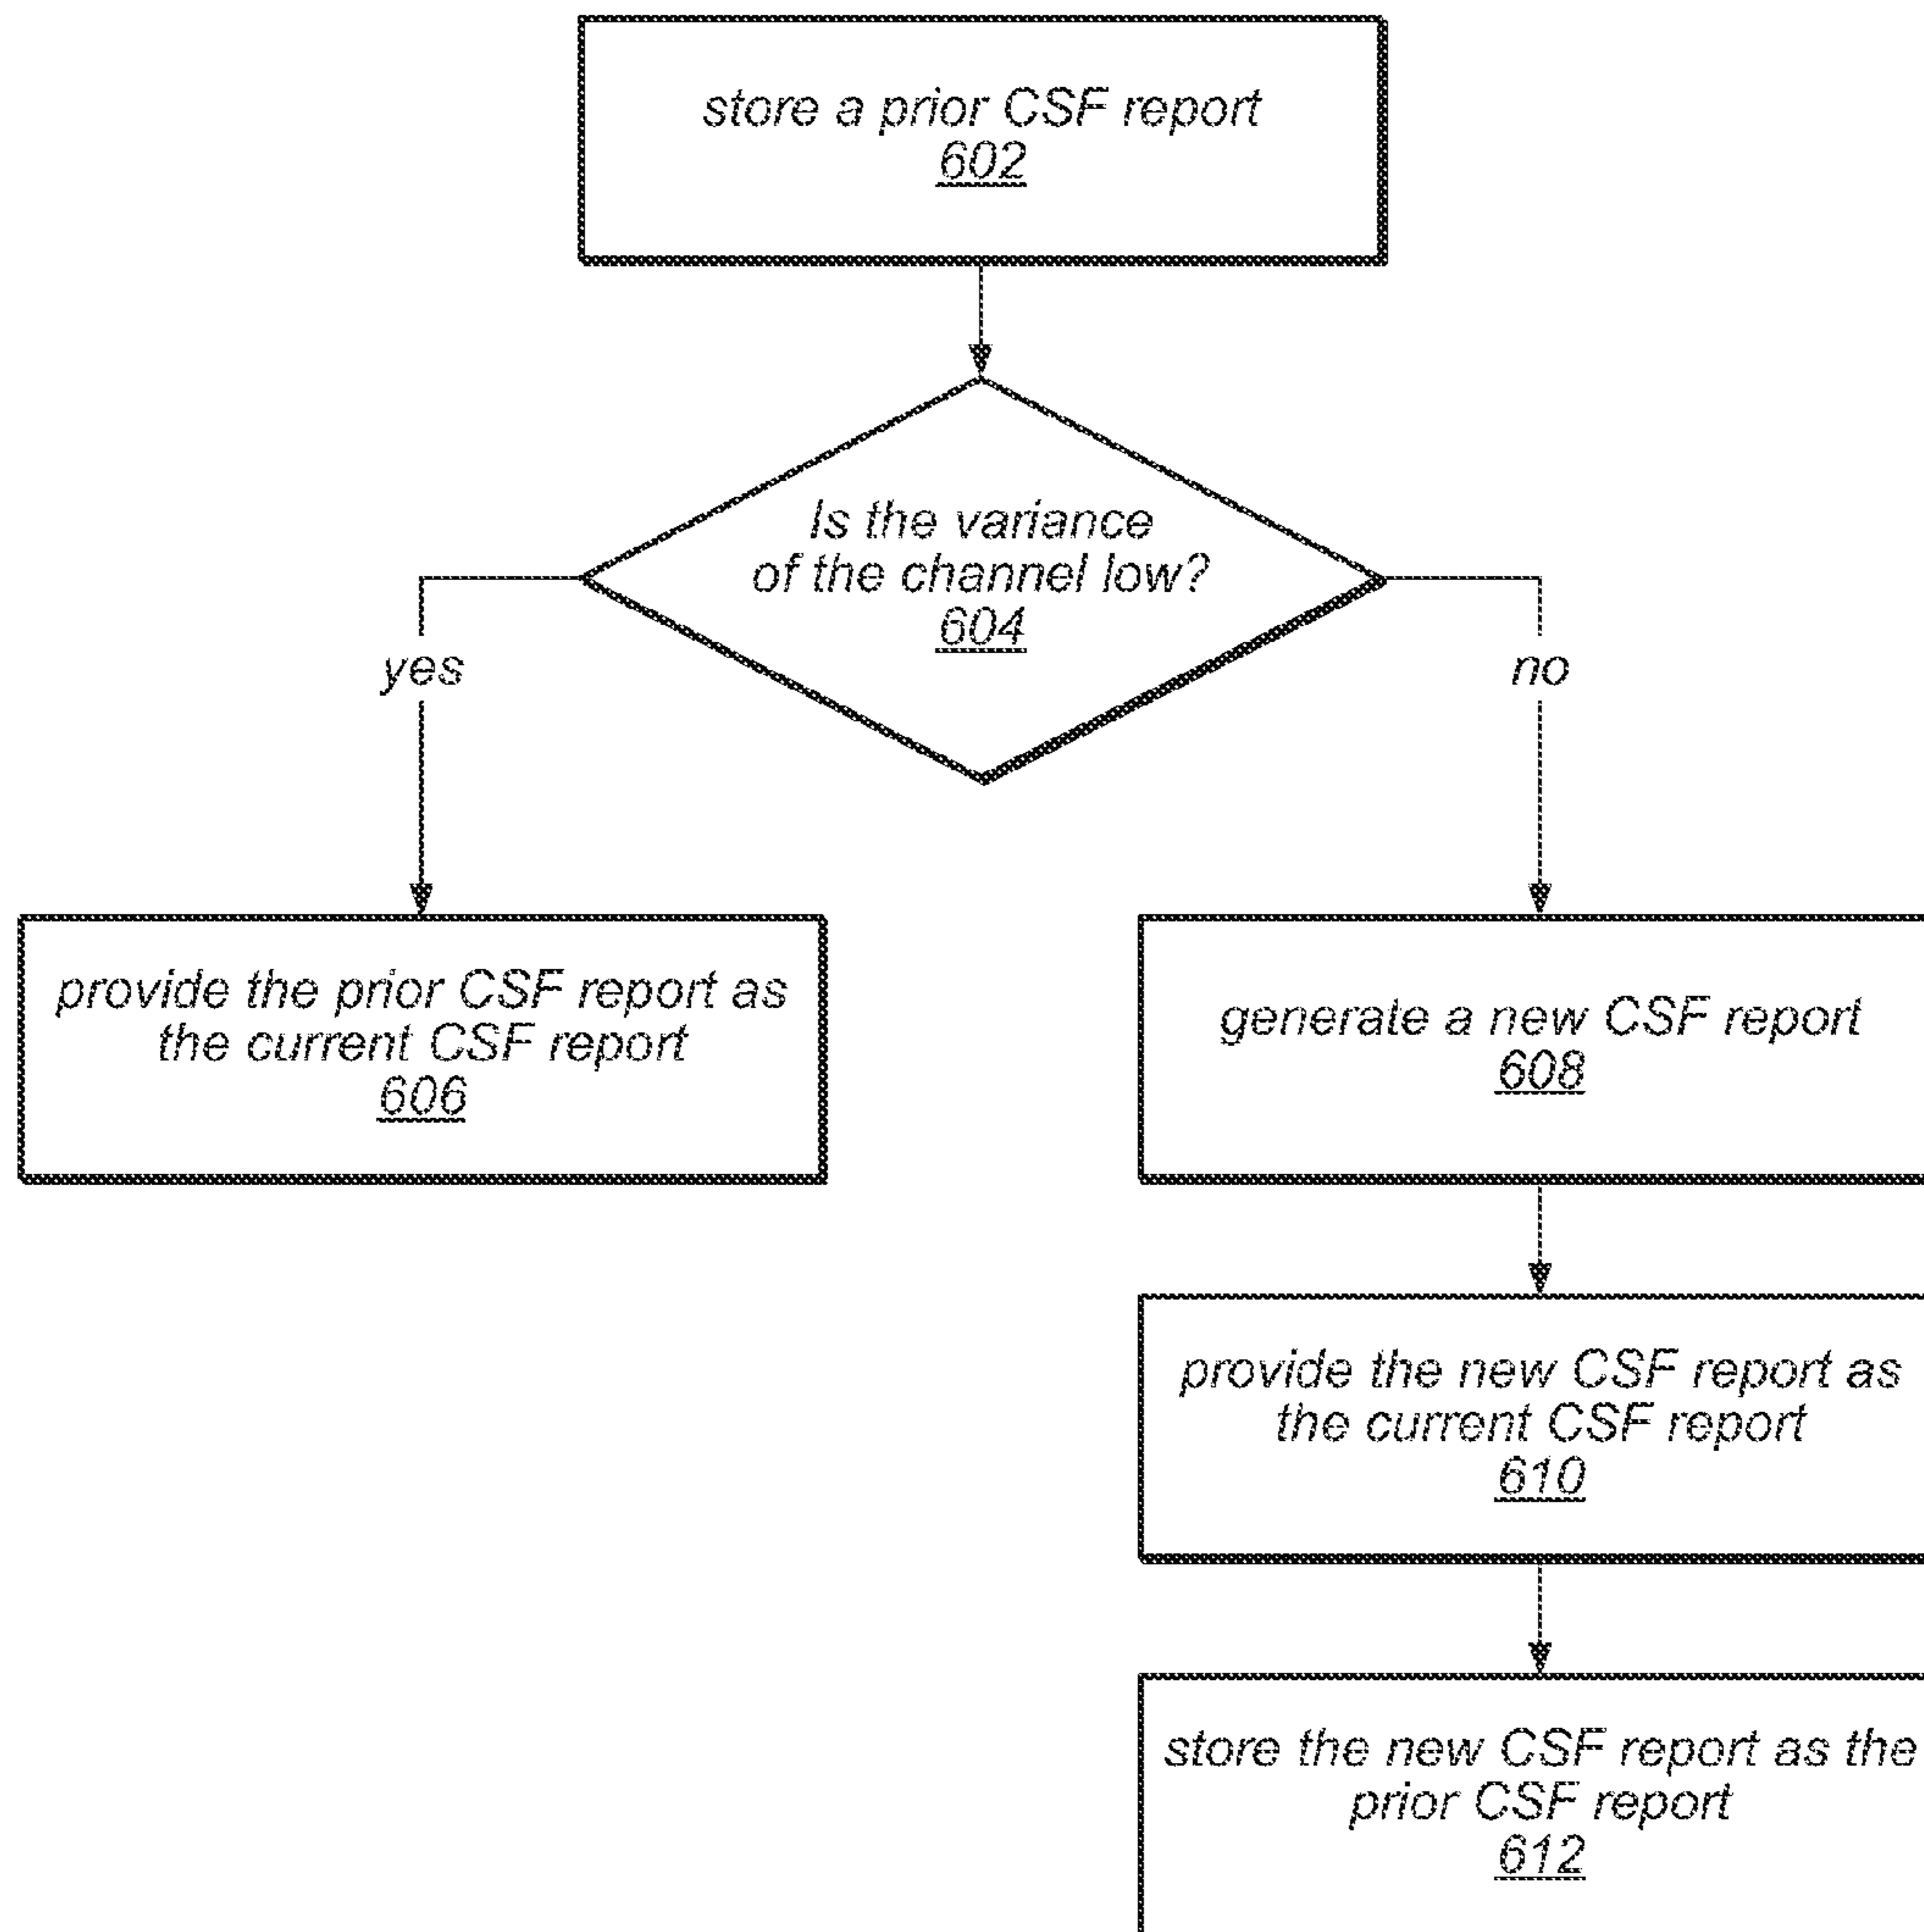 store a prior CSF report
602
Is the variance
of the channel low?
604
yes
no
provide the prior CSF report as
the current CSF report
606
generate a new CSF report
608
provide the new CSF report as
the current CSF report
610
store the new CSF report as the
prior CSF report
612